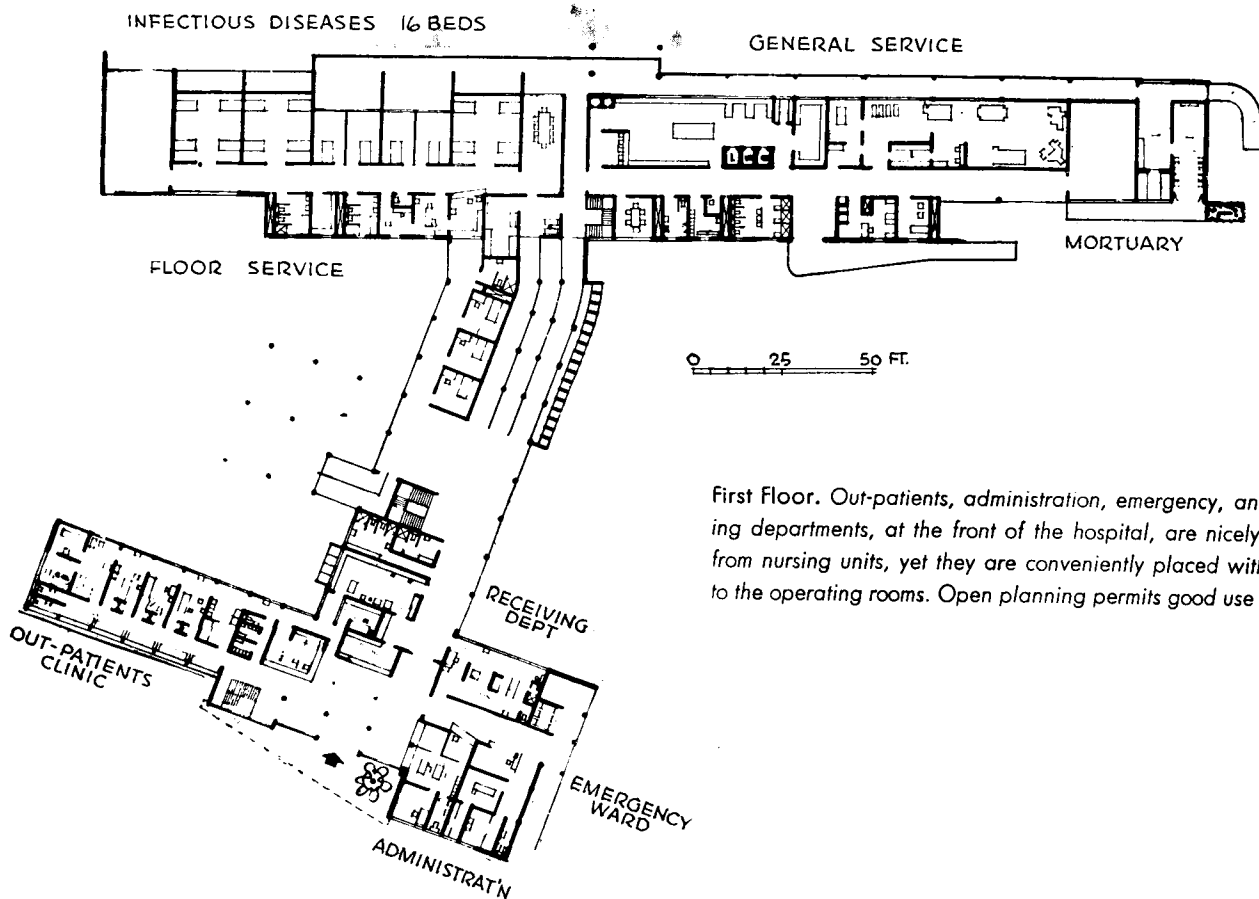 INFECTIOUS DISEASES 16 BEDS
GENERAL SERVICE
FLOOR SERVICE
MORTUARY
0 25 50 FT.
First Floor. Out-patients, administration, emergency, an
ing departments, at the front of the hospital, are nicely
from nursing units, yet they are conveniently placed with
to the operating rooms. Open planning permits good use
RECEIVING
DEPT
OUT-PATIENTS
CLINIC
EMERGENCY
WARD
ADMINISTRAT'N